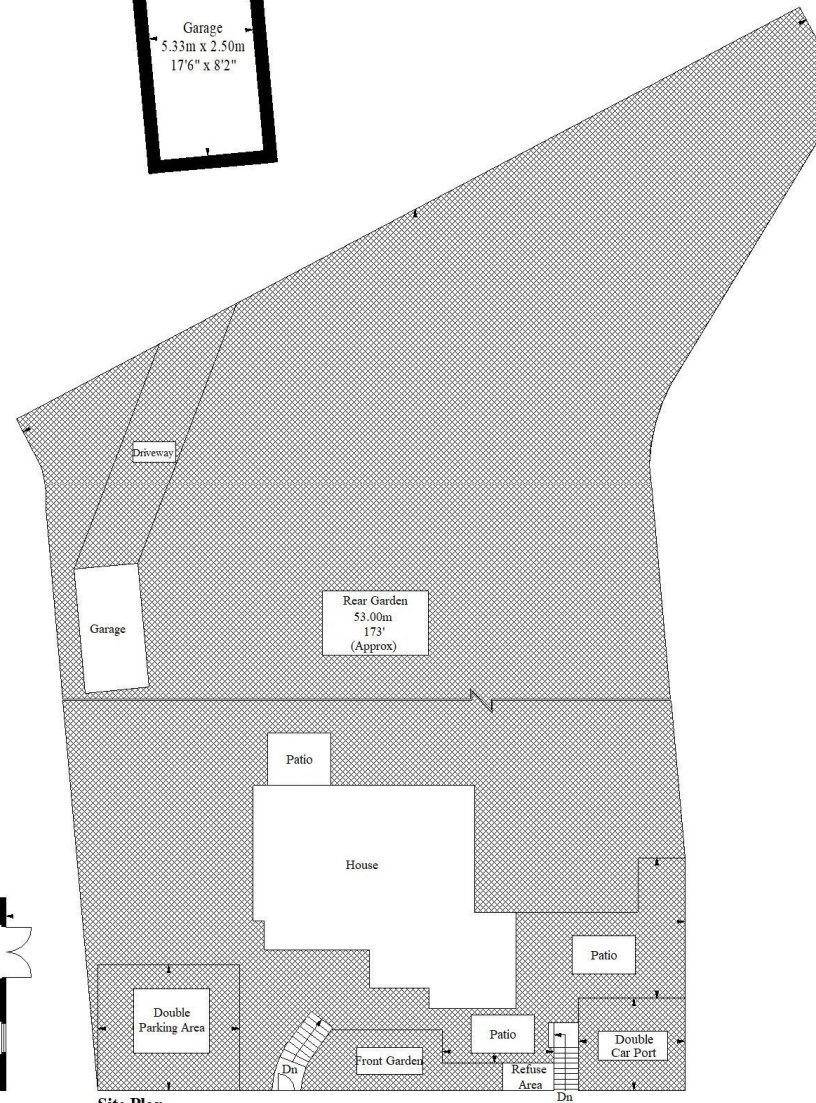 Garage
5.33m x 2.50m
17'6" x 8'2"
Driveway
Garage
Rear Garden
53.00m
173'
(Approx)
Patio
House
Patio
Double
Parking Area
Patio
Double
Car Port
Front Garden
Dn
Refuse
Area
Dn
Site Plan